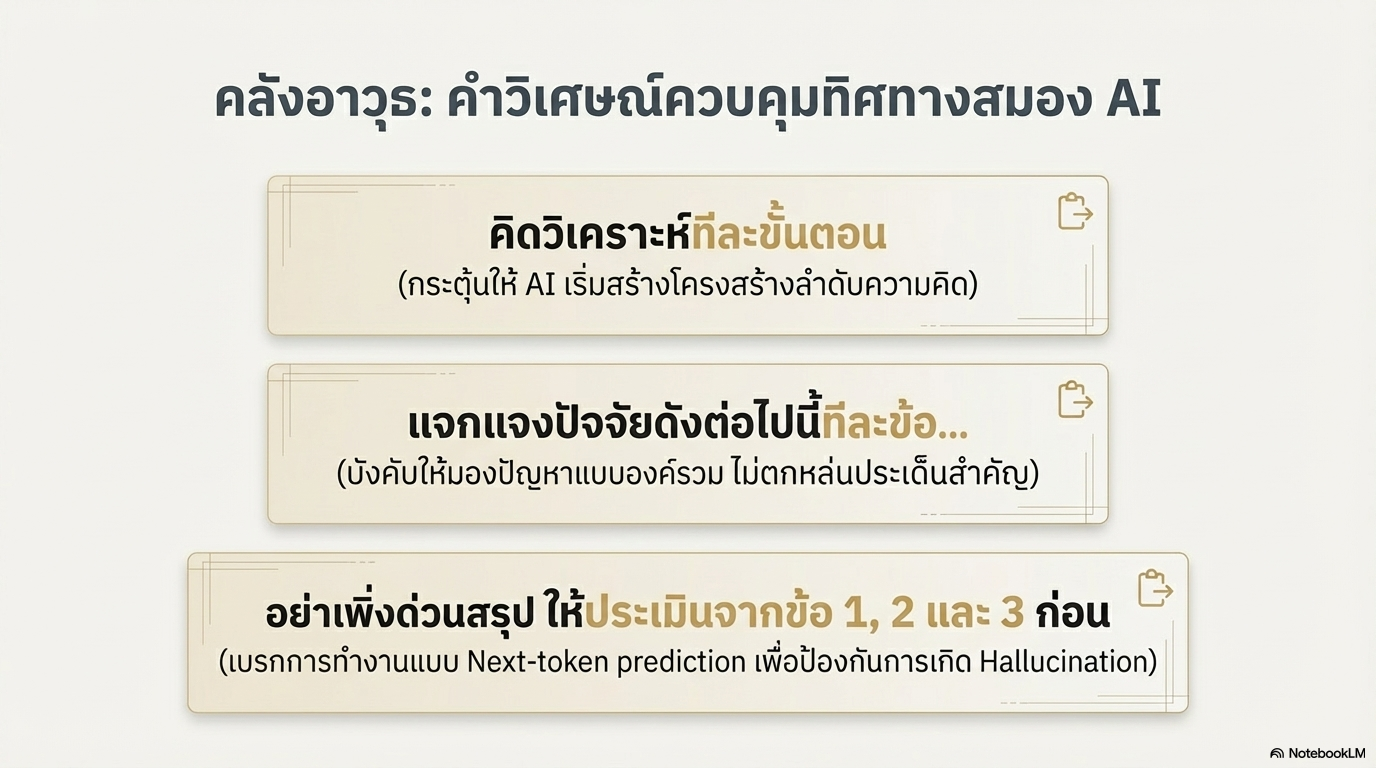 คลังอาวุธ: คำวิเศษณ์ควบคุมทิศทางสมอง AI
คิดวิเคราะห์ทีละขั้นตอน
(กระตุ้นให้ AI เริ่มสร้างโครงสร้างลำดับความคิด)
แจกแจงปัจจัยดังต่อไปนี้ทีละข้อ...
(บังคับให้มองปัญหาแบบองค์รวม ไม่ตกหล่นประเด็นสำคัญ)
อย่าเพิ่งด่วนสรุป ให้ประเมินจากข้อ 1, 2 และ 3 ก่อน
(เบรกการทำงานแบบ Next-token prediction เพื่อป้องกันการเกิด Hallucination)
NotebookLM